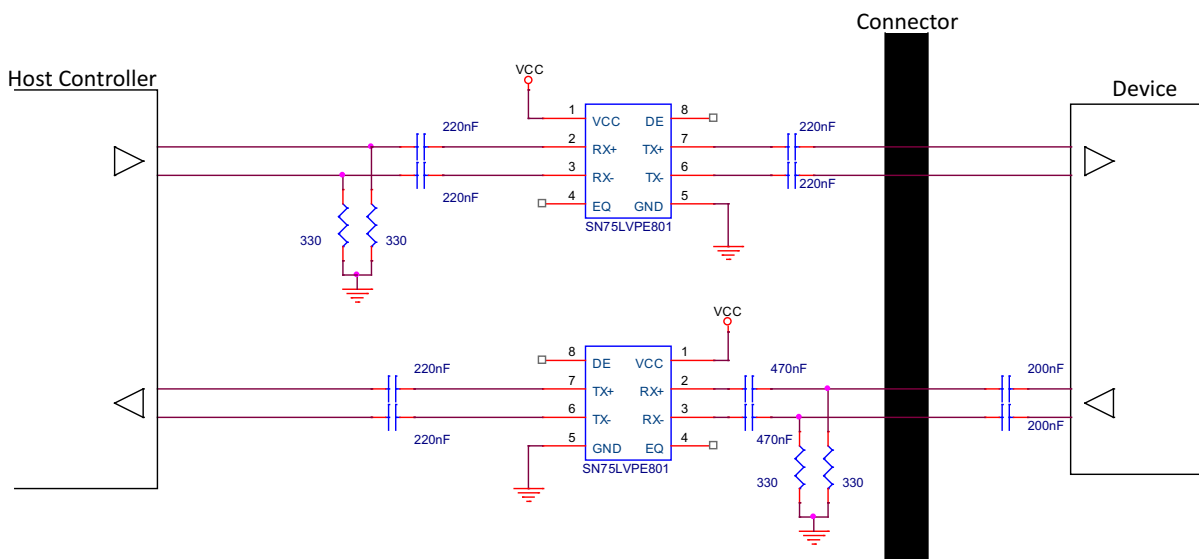 Connector
Host Controller
Device
VCC
220nF
220nF
1
VCC
2
RX+
3
RX-
4
EQ
8
DE
7
TX+
6
TX-
5
GND
SN75LVPE801
220nF
220nF
330
330
VCC
220nF
220nF
8
DE
7
TX+
6
TX-
5
GND
1
VCC
2
RX+
3
RX-
4
EQ
SN75LVPE801
470nF
470nF
330
330
200nF
200nF